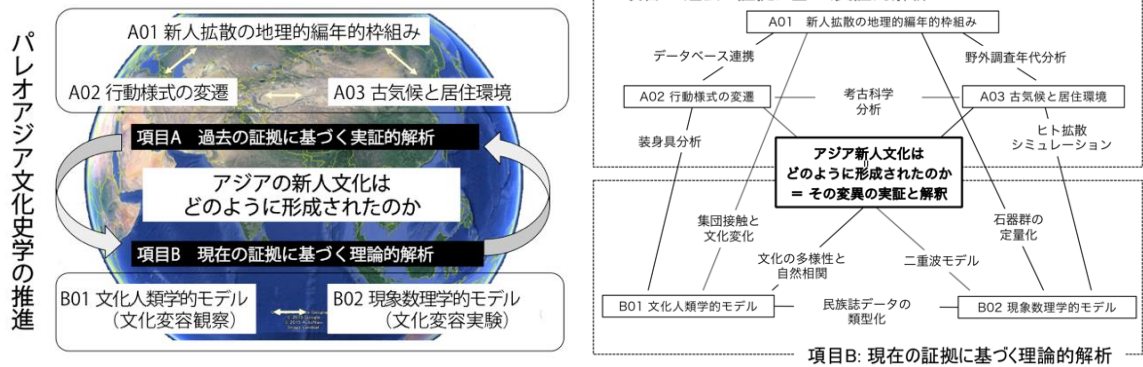 パレオアジア文化史学の推進
A01 新人拡散の地理的編年的枠組み
A02 行動様式の変遷
A03 古気候と居住環境
項目A 過去の証拠に基づく実証的解析
アジアの新人文化は
どのように形成されたのか
項目B 現在の証拠に基づく理論的解析
B01 文化人類学的モデル
(文化変容観察)
B02 現象数理学的モデル
(文化変容実験)
A01 新人拡散の地理的編年的枠組み
データベース連携
野外調査年代分析
A02 行動様式の変遷
考古科学
分析
A03 古気候と居住環境
装身具分析
ヒト拡散
シミュレーション
アジア新人文化は
どのように形成されたのか
= その変異の実証と解釈
集団接触と
文化変化
石器群の
定量化
文化の多様性と
自然相関
二重波モデル
B01 文化人類学的モデル
民族誌データの
類型化
B02 現象数理学的モデル
項目B: 現在の証拠に基づく理論的解析